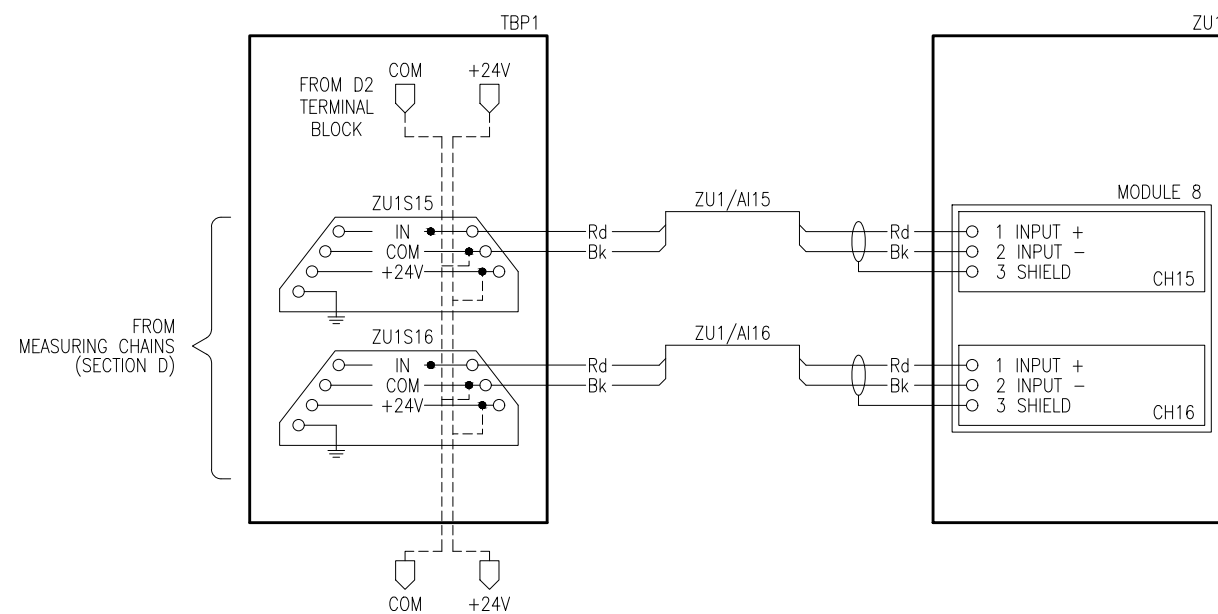 TBP1
ZU1
COM
+24V
FROM D2
TERMINAL
BLOCK
MODULE 8
ZU1S15
ZU1/AI15
IN
Rd
Rd
1 INPUT +
COM
Bk
Bk
2 INPUT -
+24V
3 SHIELD
CH15
FROM
MEASURING CHAINS
(SECTION D)
ZU1S16
ZU1/AI16
IN
Rd
Rd
1 INPUT +
COM
Bk
Bk
2 INPUT -
+24V
3 SHIELD
CH16
COM
+24V